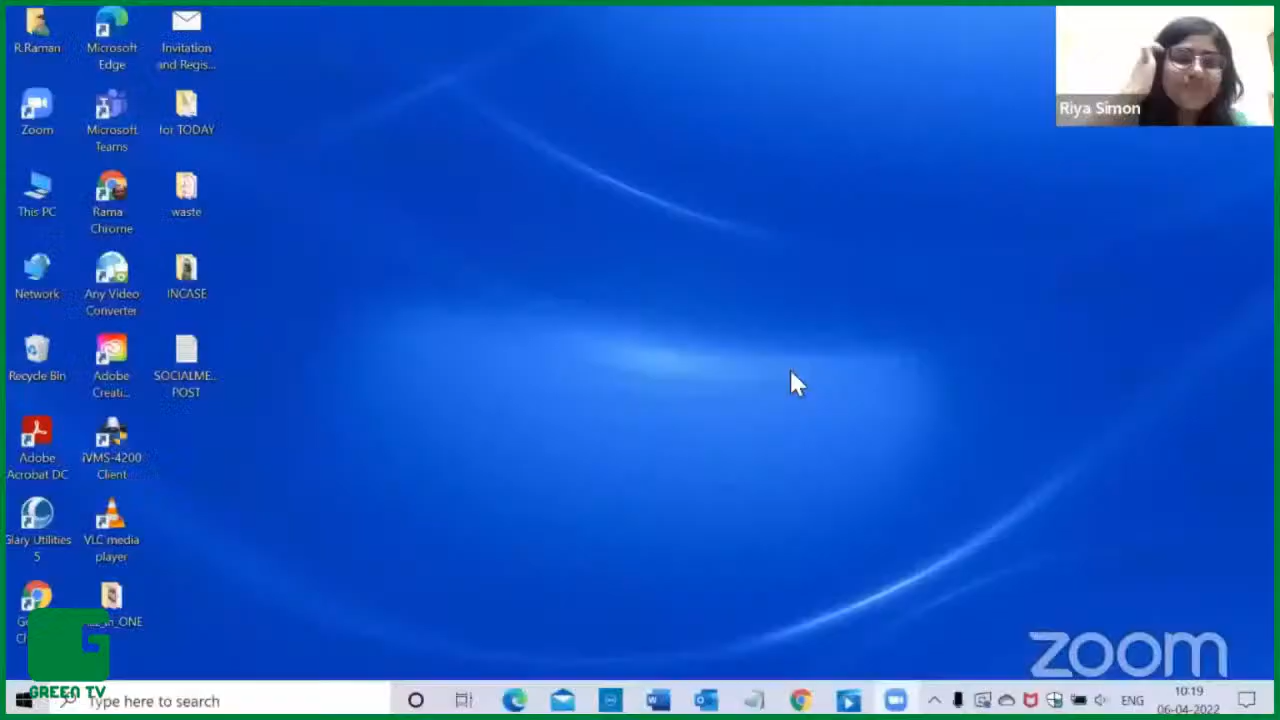 R.Raman
Microsoft
Edge
Invitation
and Regis...
Riya Simon
Zoom
Microsoft
Teams
for TODAY
This PC
Rama
Chrome
waste
Network
Any Video
Converter
INCASE
Recycle Bin
Adobe
Creati...
SOCIALME...
POST
Adobe
Acrobat DC
iVMS-4200
Client
Glary Utilities
5
VLC media
player
GREEN TV
zoom
Type here to search
ENG
10:19
06-04-2022